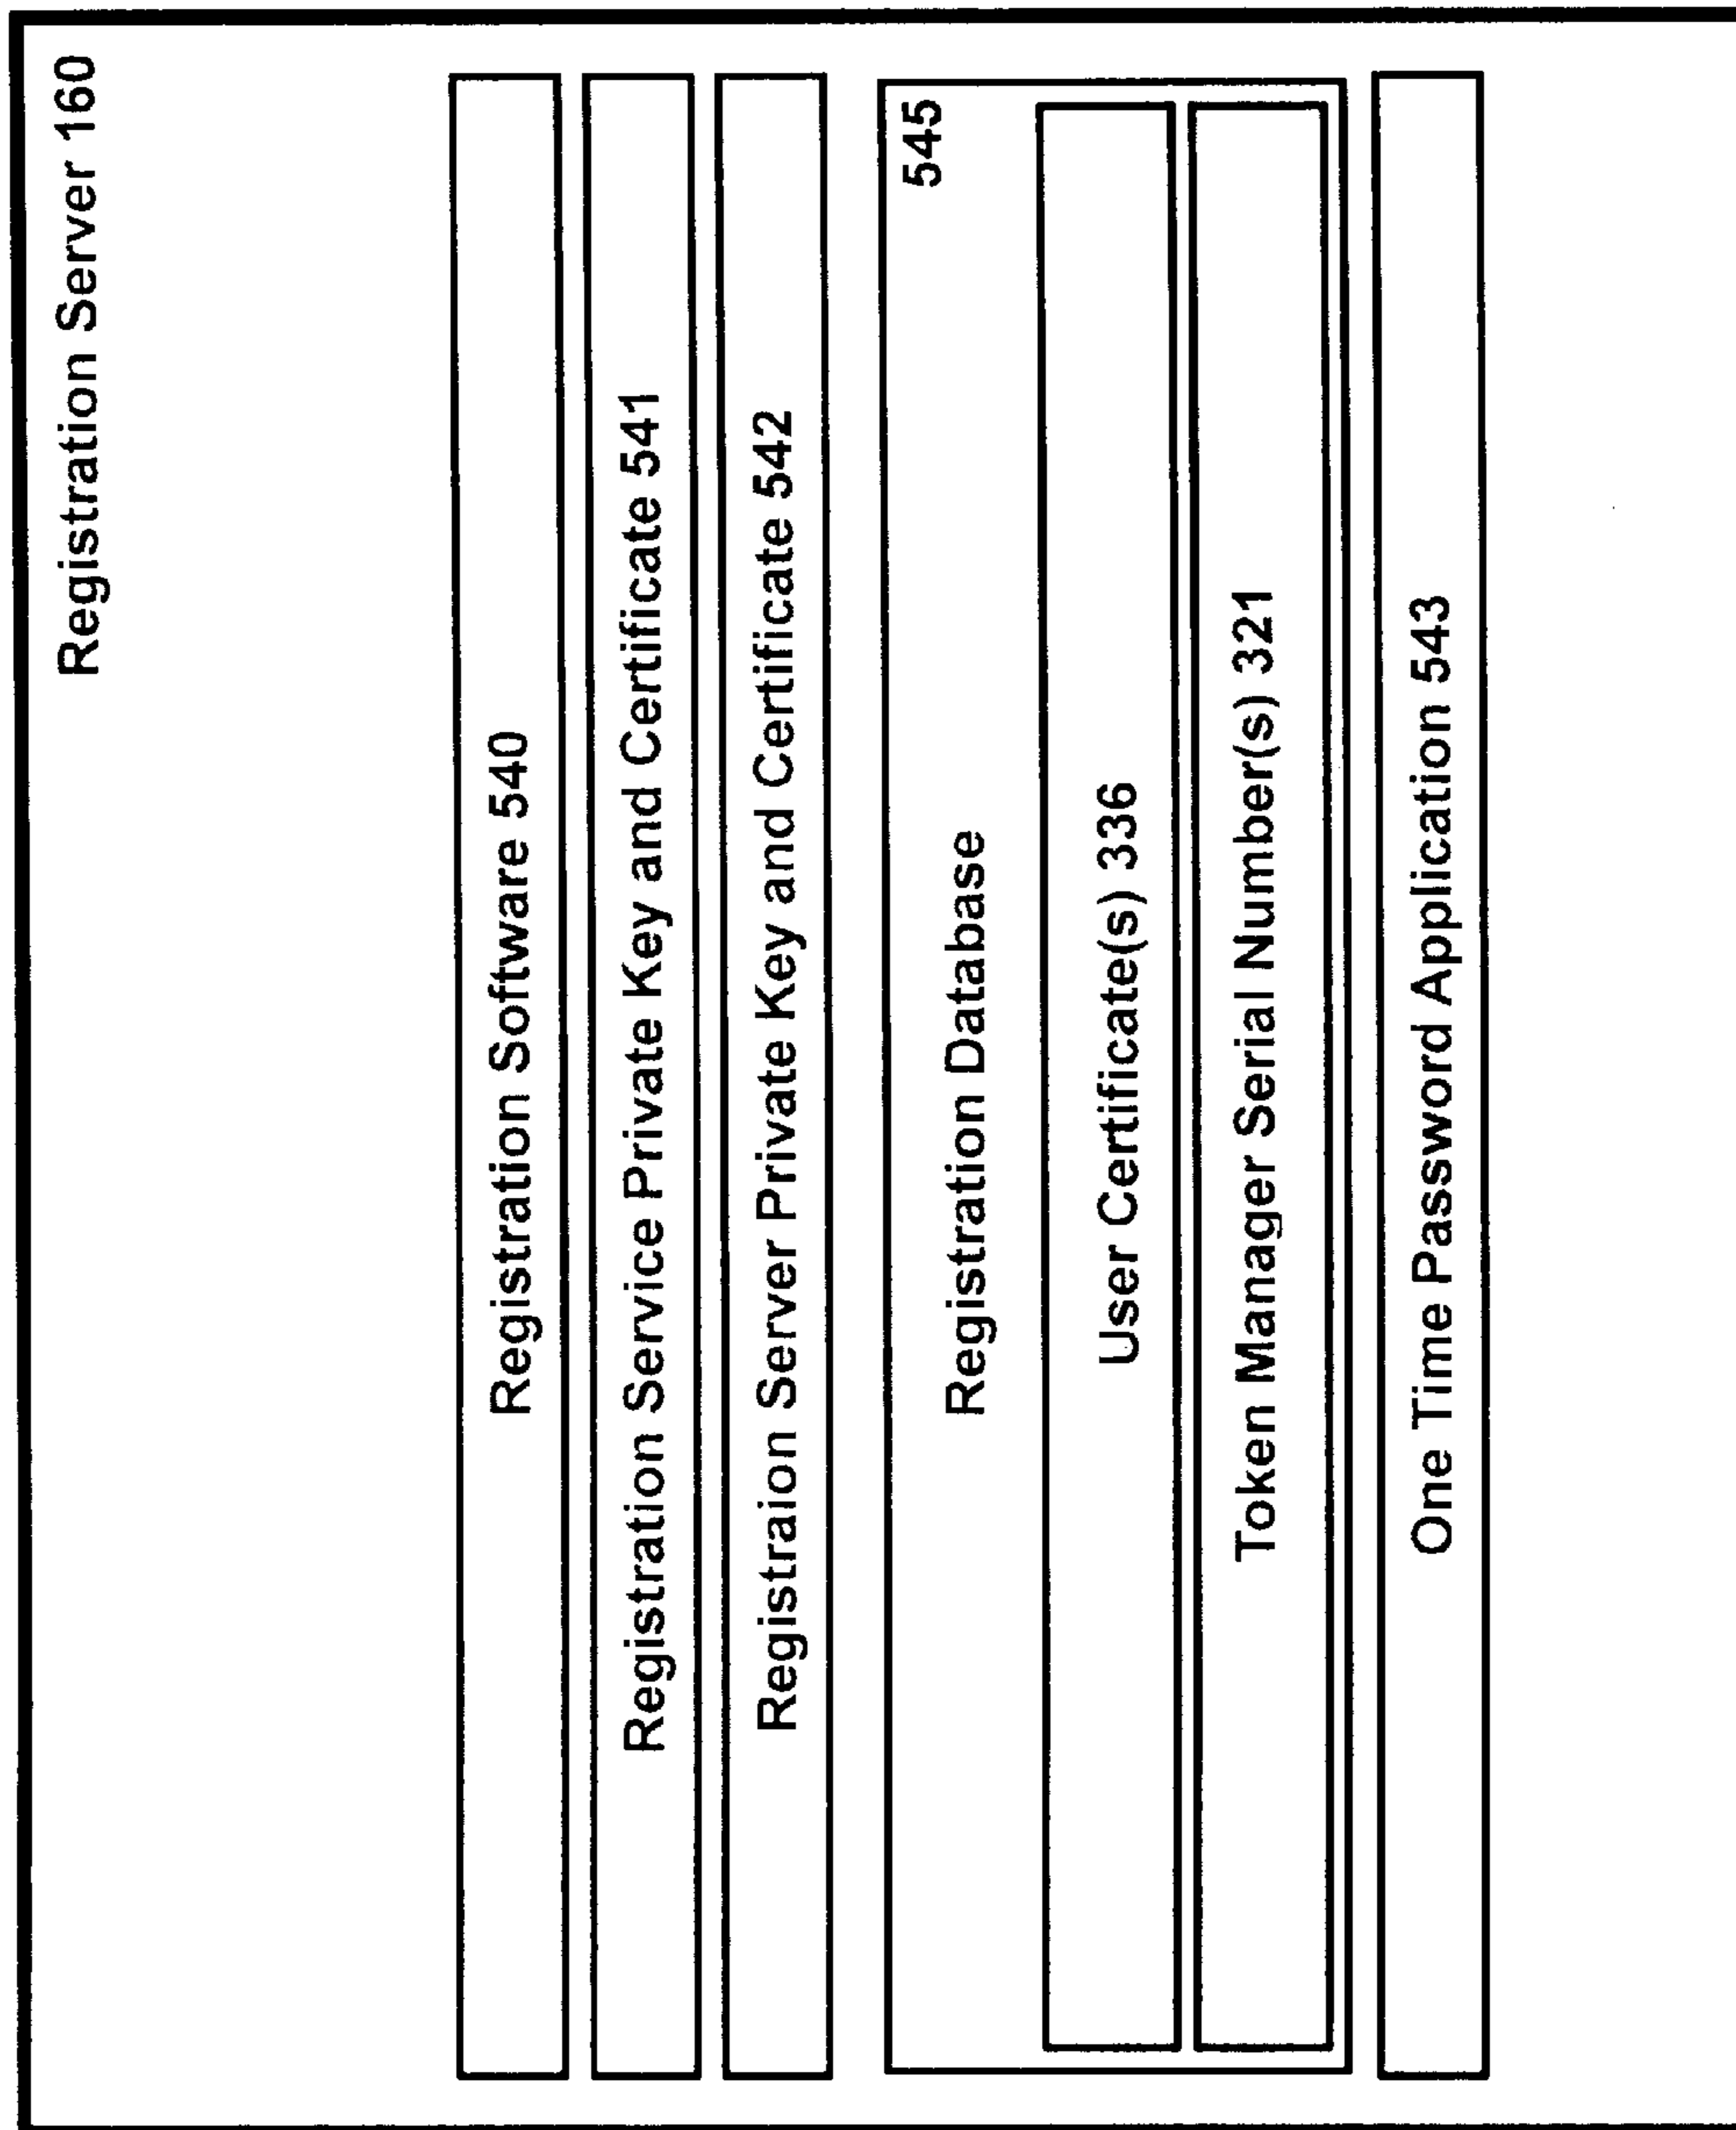 Registration Server 160
Registration Software 540
Registration Service Private Key and Certificate 541
Registraion Server Private Key and Certificate 542
545
Registration Database
User Certificate(s) 336
Token Manager Serial Number(s) 321
One Time Password Application 543